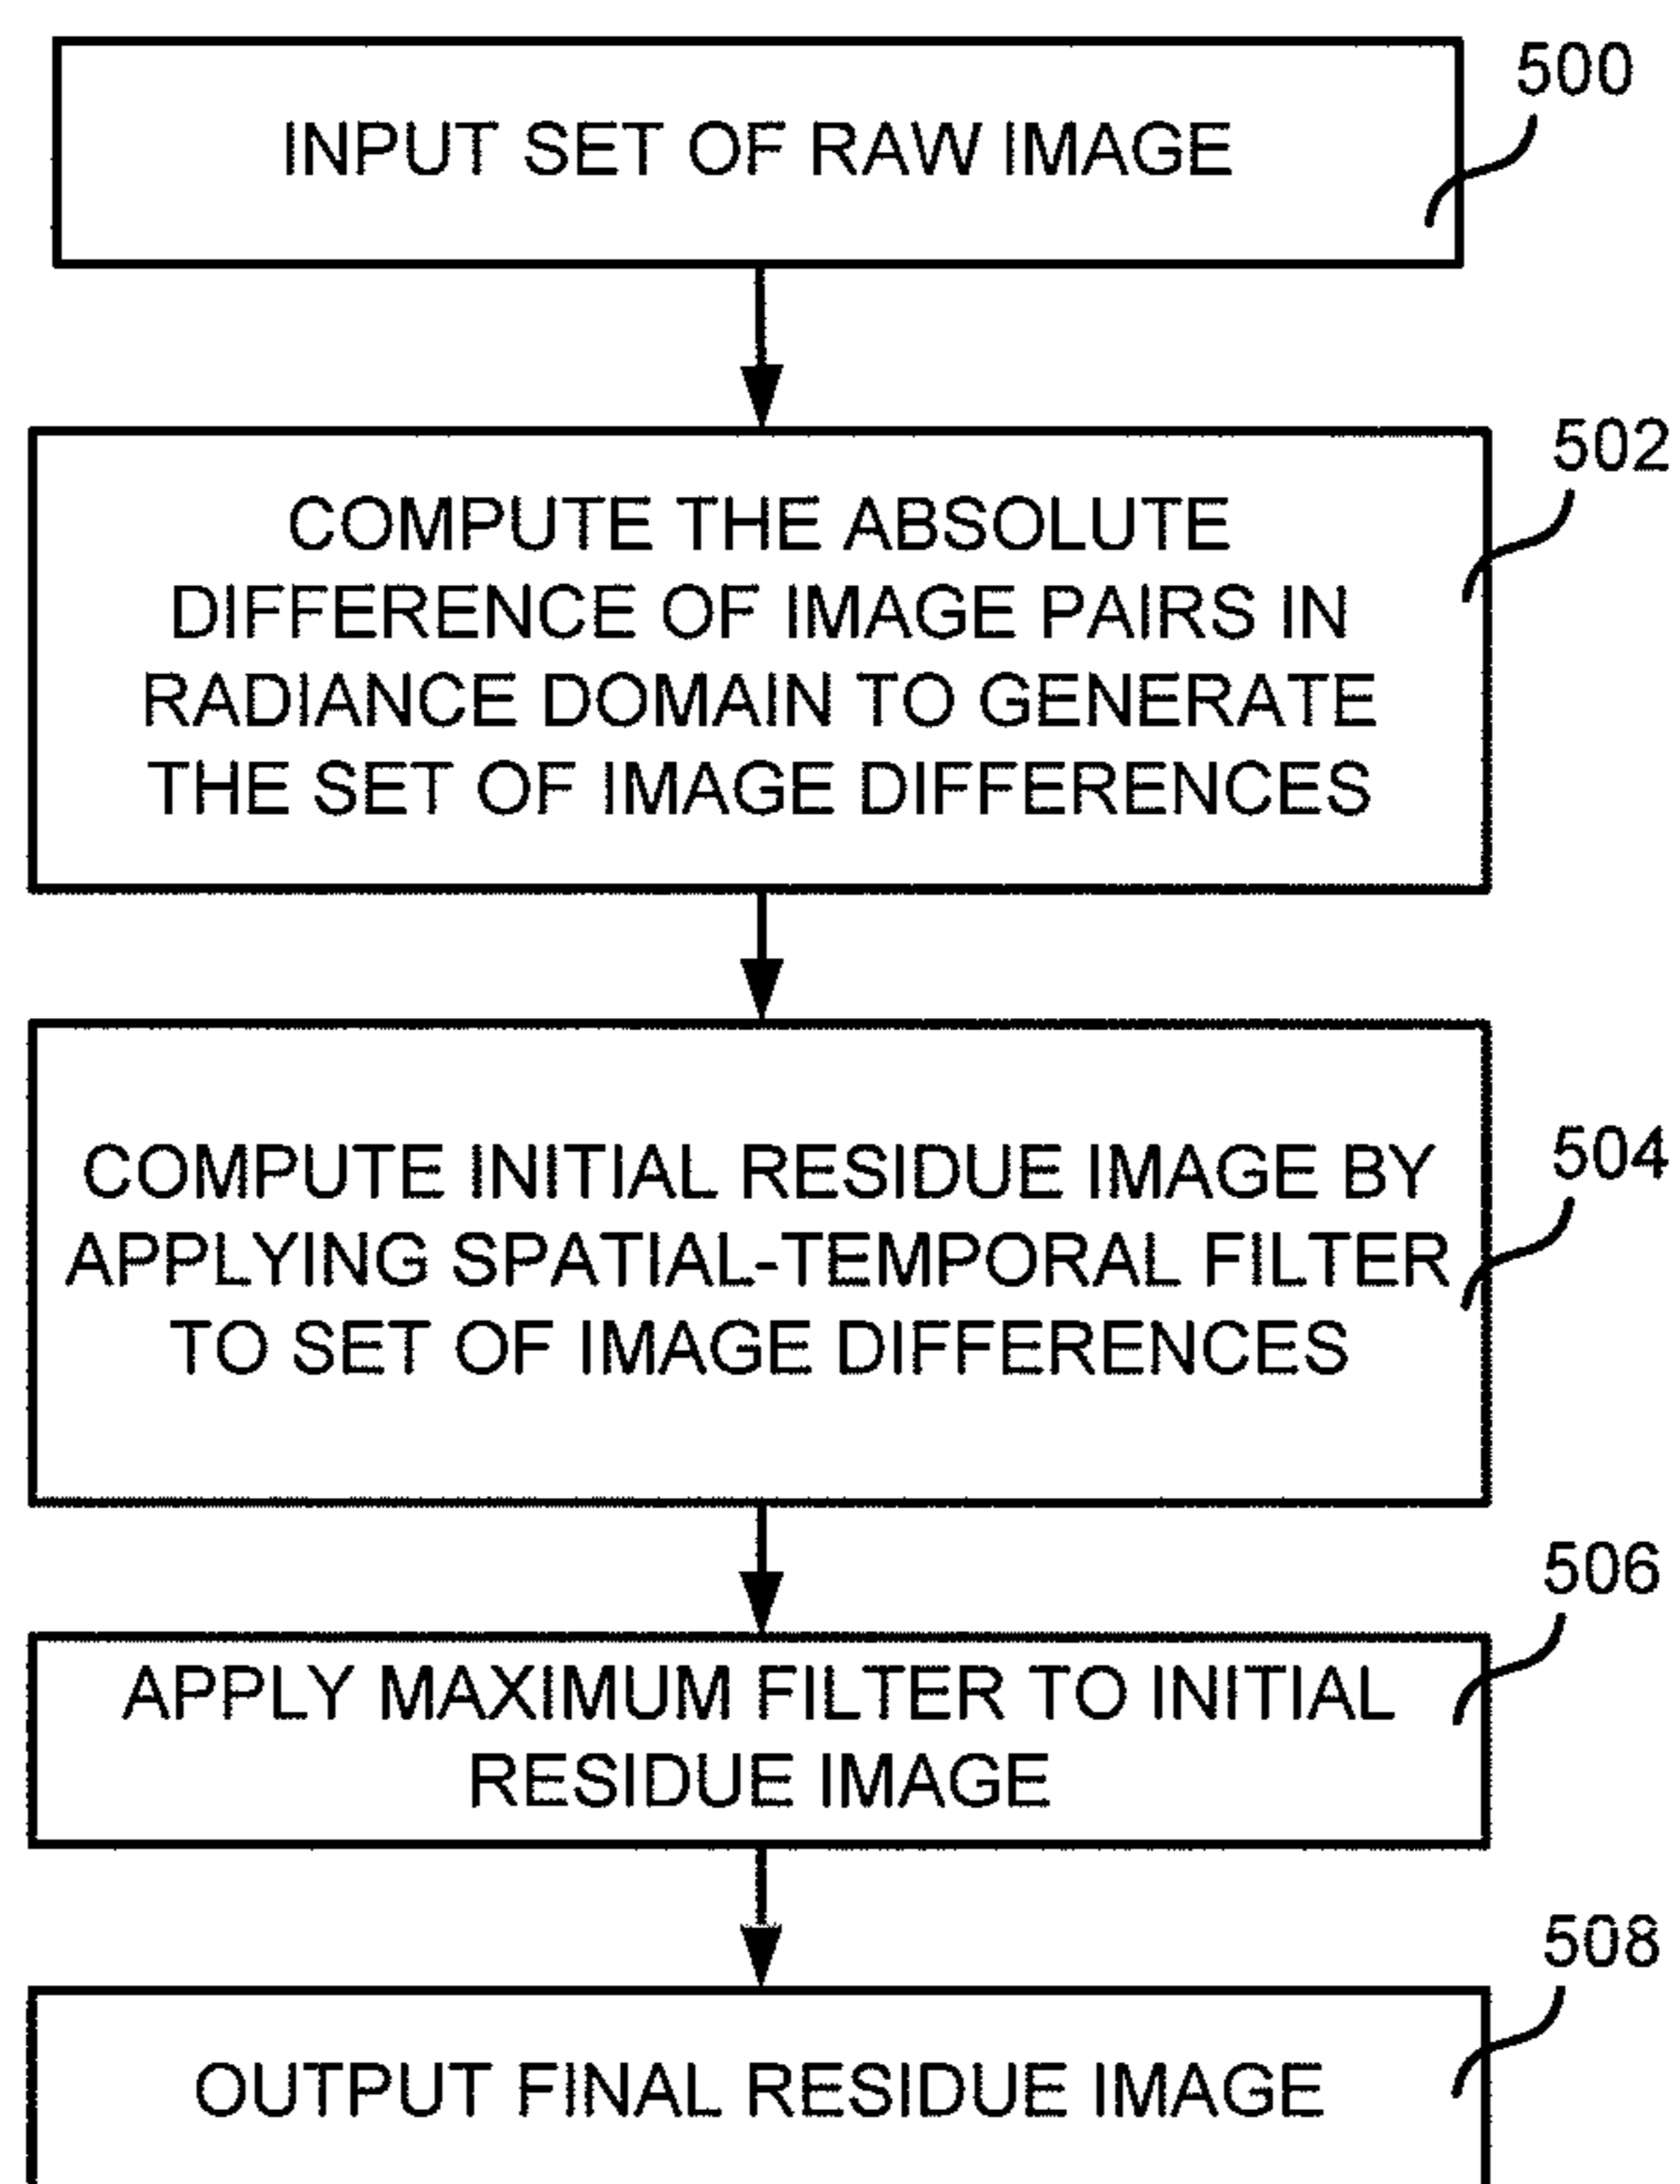 500
INPUT SET OF RAW IMAGE
502
COMPUTE THE ABSOLUTE
DIFFERENCE OF IMAGE PAIRS IN
RADIANCE DOMAIN TO GENERATE
THE SET OF IMAGE DIFFERENCES
504
COMPUTE INITIAL RESIDUE IMAGE BY
APPLYING SPATIAL-TEMPORAL FILTER
TO SET OF IMAGE DIFFERENCES
506
APPLY MAXIMUM FILTER TO INITIAL
RESIDUE IMAGE
508
OUTPUT FINAL RESIDUE IMAGE